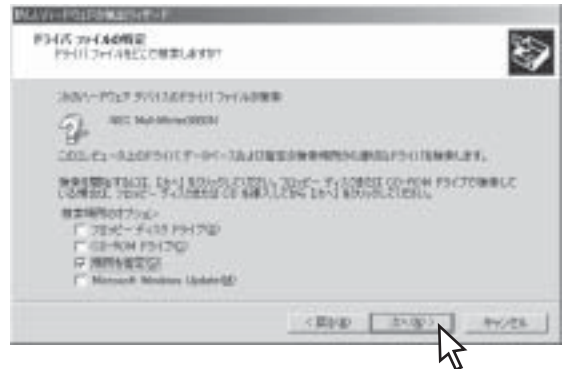 新しいハードウェアの検出ウィザード
ドライバ ファイルの特定
ドライバ ファイルをどこで検索しますか?
次のハードウェア デバイスのドライバ ファイルの検索
NEC MultiWriter
このコンピュータ上のドライバ データベースおよび指定の検索場所から適切なドライバを検索します。
検索を開始するには、[次へ] をクリックしてください。フロッピー ディスクまたは CD-ROM ドライブで検索して
いる場合は、フロッピー ディスクまたは CD を挿入してから [次へ] をクリックしてください。
検索場所のオプション:
フロッピー ディスク ドライブ(D)
CD-ROM ドライブ(C)
場所を指定(S)
Microsoft Windows Update(M)
< 戻る(B) 次へ(N) > キャンセル